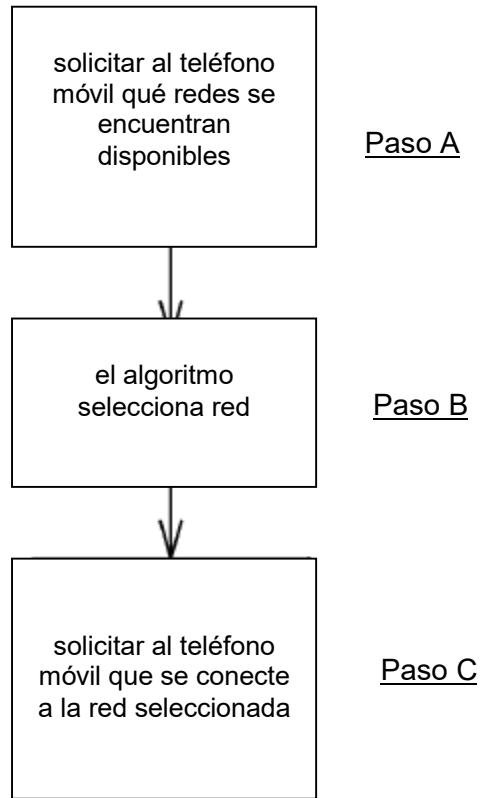 solicitar al teléfono
móvil qué redes se
encuentran
disponibles
Paso A
el algoritmo
selecciona red
Paso B
solicitar al teléfono
móvil que se conecte
a la red seleccionada
Paso C